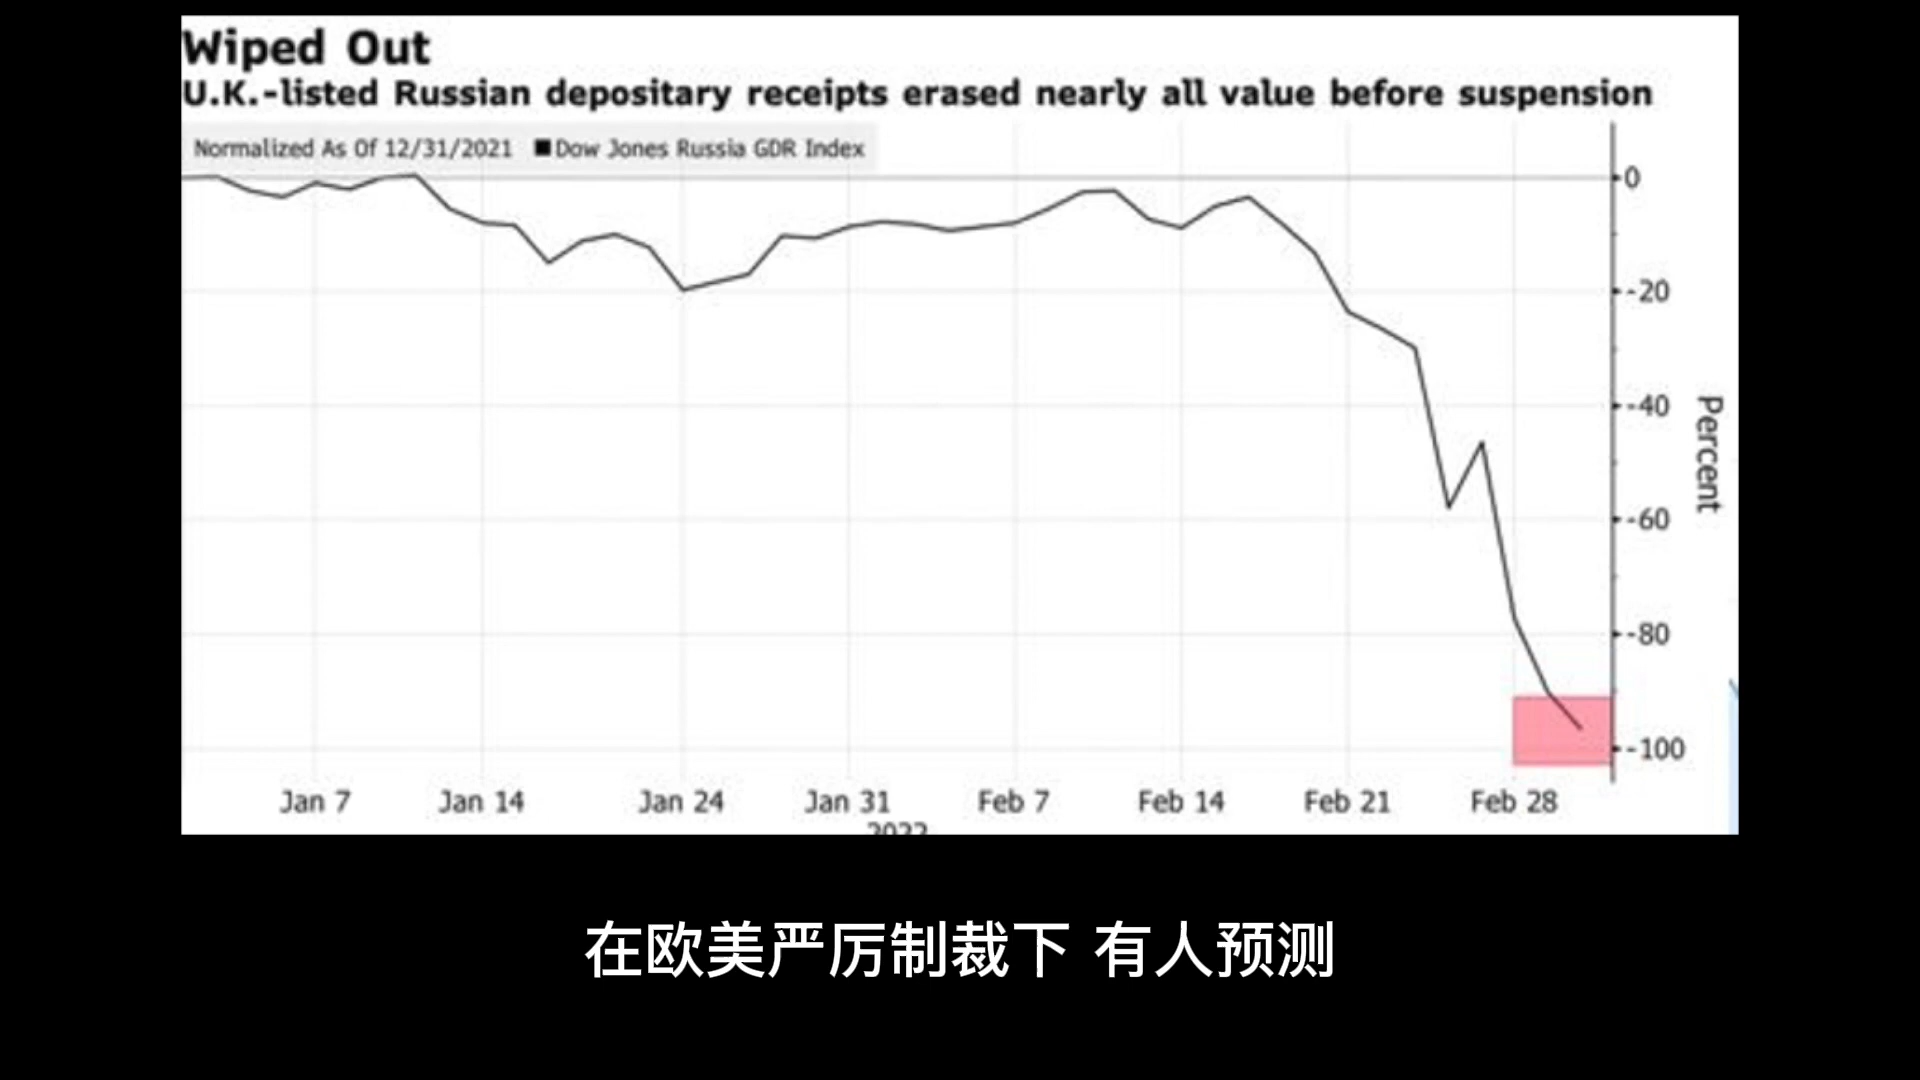 Wiped Out
U.K.-listed Russian depositary receipts erased nearly all value before suspension
Normalized As Of 12/31/2021 ■Dow Jones Russia GDR Index
0
-20
-40
-60
-80
-100
Percent
Jan 7 Jan 14 Jan 24 Jan 31 Feb 7 Feb 14 Feb 21 Feb 28
2022
在欧美严厉制裁下 有人预测